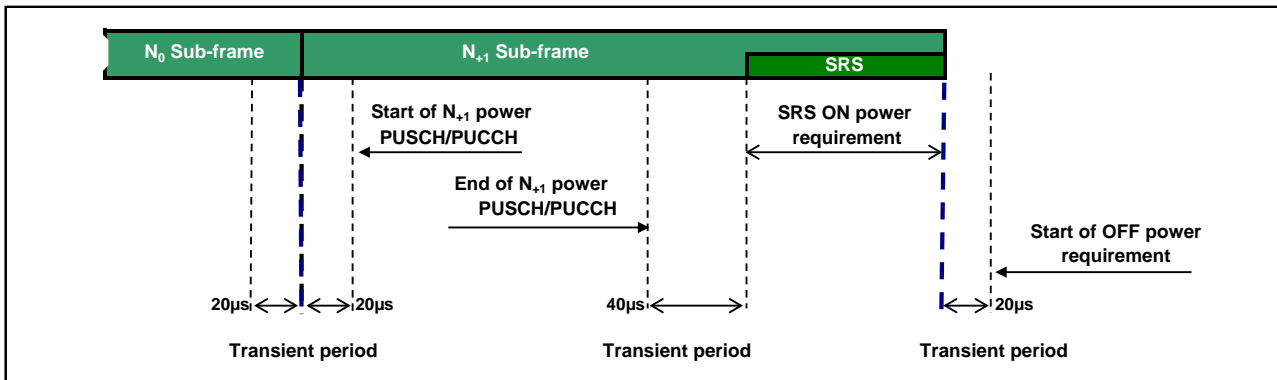 N0 Sub-frame
N+1 Sub-frame
SRS
Start of N+1 power
PUSCH/PUCCH
SRS ON power
requirement
End of N+1 power
PUSCH/PUCCH
Start of OFF power
requirement
20µs
20µs
40µs
20µs
Transient period
Transient period
Transient period